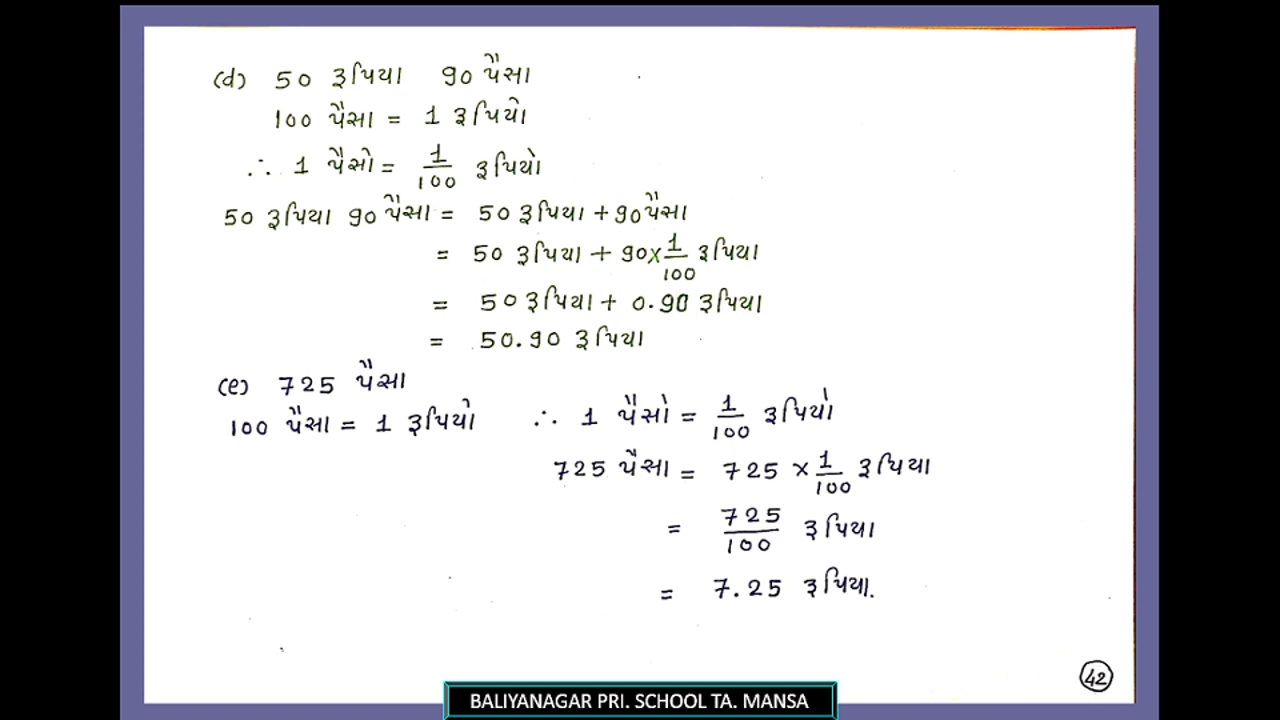 (d) 50 રૂપિયા 90 પૈસા
100 પૈસા = 1 રૂપિયો
∴ 1 પૈસો = 1/100 રૂપિયો
50 રૂપિયા 90 પૈસા = 50 રૂપિયા + 90 પૈસા
= 50 રૂપિયા + 90 × 1/100 રૂપિયા
= 50 રૂપિયા + 0.90 રૂપિયા
= 50.90 રૂપિયા
(e) 725 પૈસા
100 પૈસા = 1 રૂપિયો ∴ 1 પૈસો = 1/100 રૂપિયો
725 પૈસા = 725 × 1/100 રૂપિયા
= 725/100 રૂપિયા
= 7.25 રૂપિયા.
42
BALIYANAGAR PRI. SCHOOL TA. MANSA